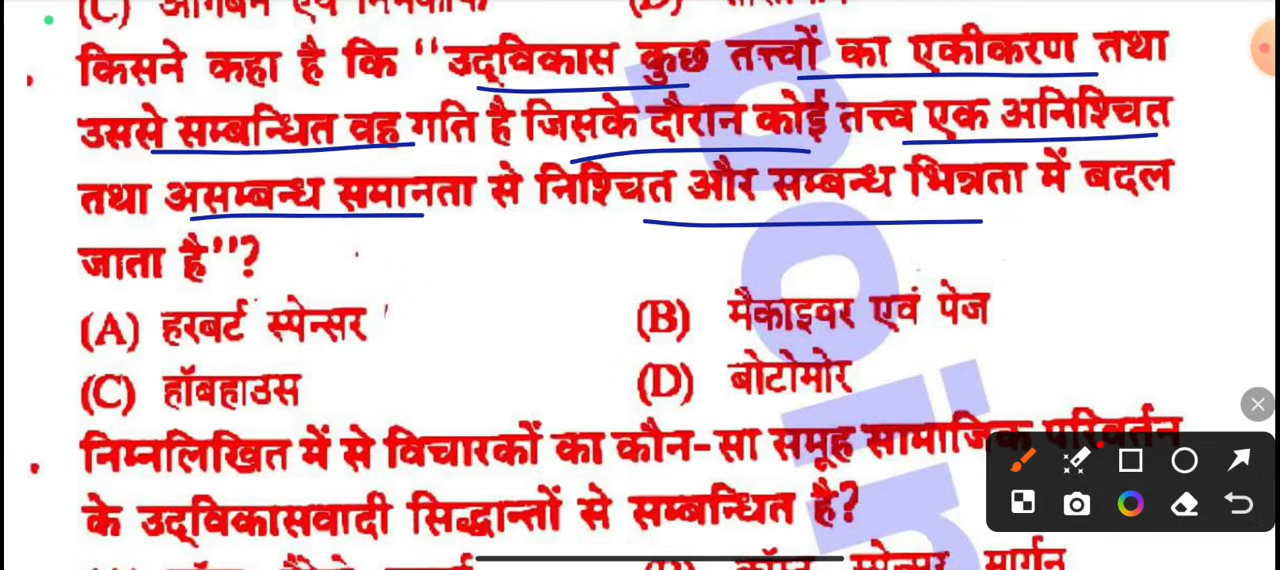 (C)
किसने कहा है कि ‘‘उद्‌विकास कुछ तत्त्वों का एकीकरण तथा
उससे सम्बन्धित वह गति है जिसके दौरान कोई तत्त्व एक अनिश्चित
तथा असम्बन्ध समानता से निश्चित और सम्बन्ध भिन्नता में बदल
जाता है’’?
(A) हरबर्ट स्पेन्सर (B) मैकाइवर एवं पेज
(C) हॉबहाउस (D) बोटोमोर
निम्नलिखित में से विचारकों का कौन-सा समूह सामाजिक परिवर्तन
के उद्‌विकासवादी सिद्धान्तों से सम्बन्धित है?
स्पेन्सर मार्गन